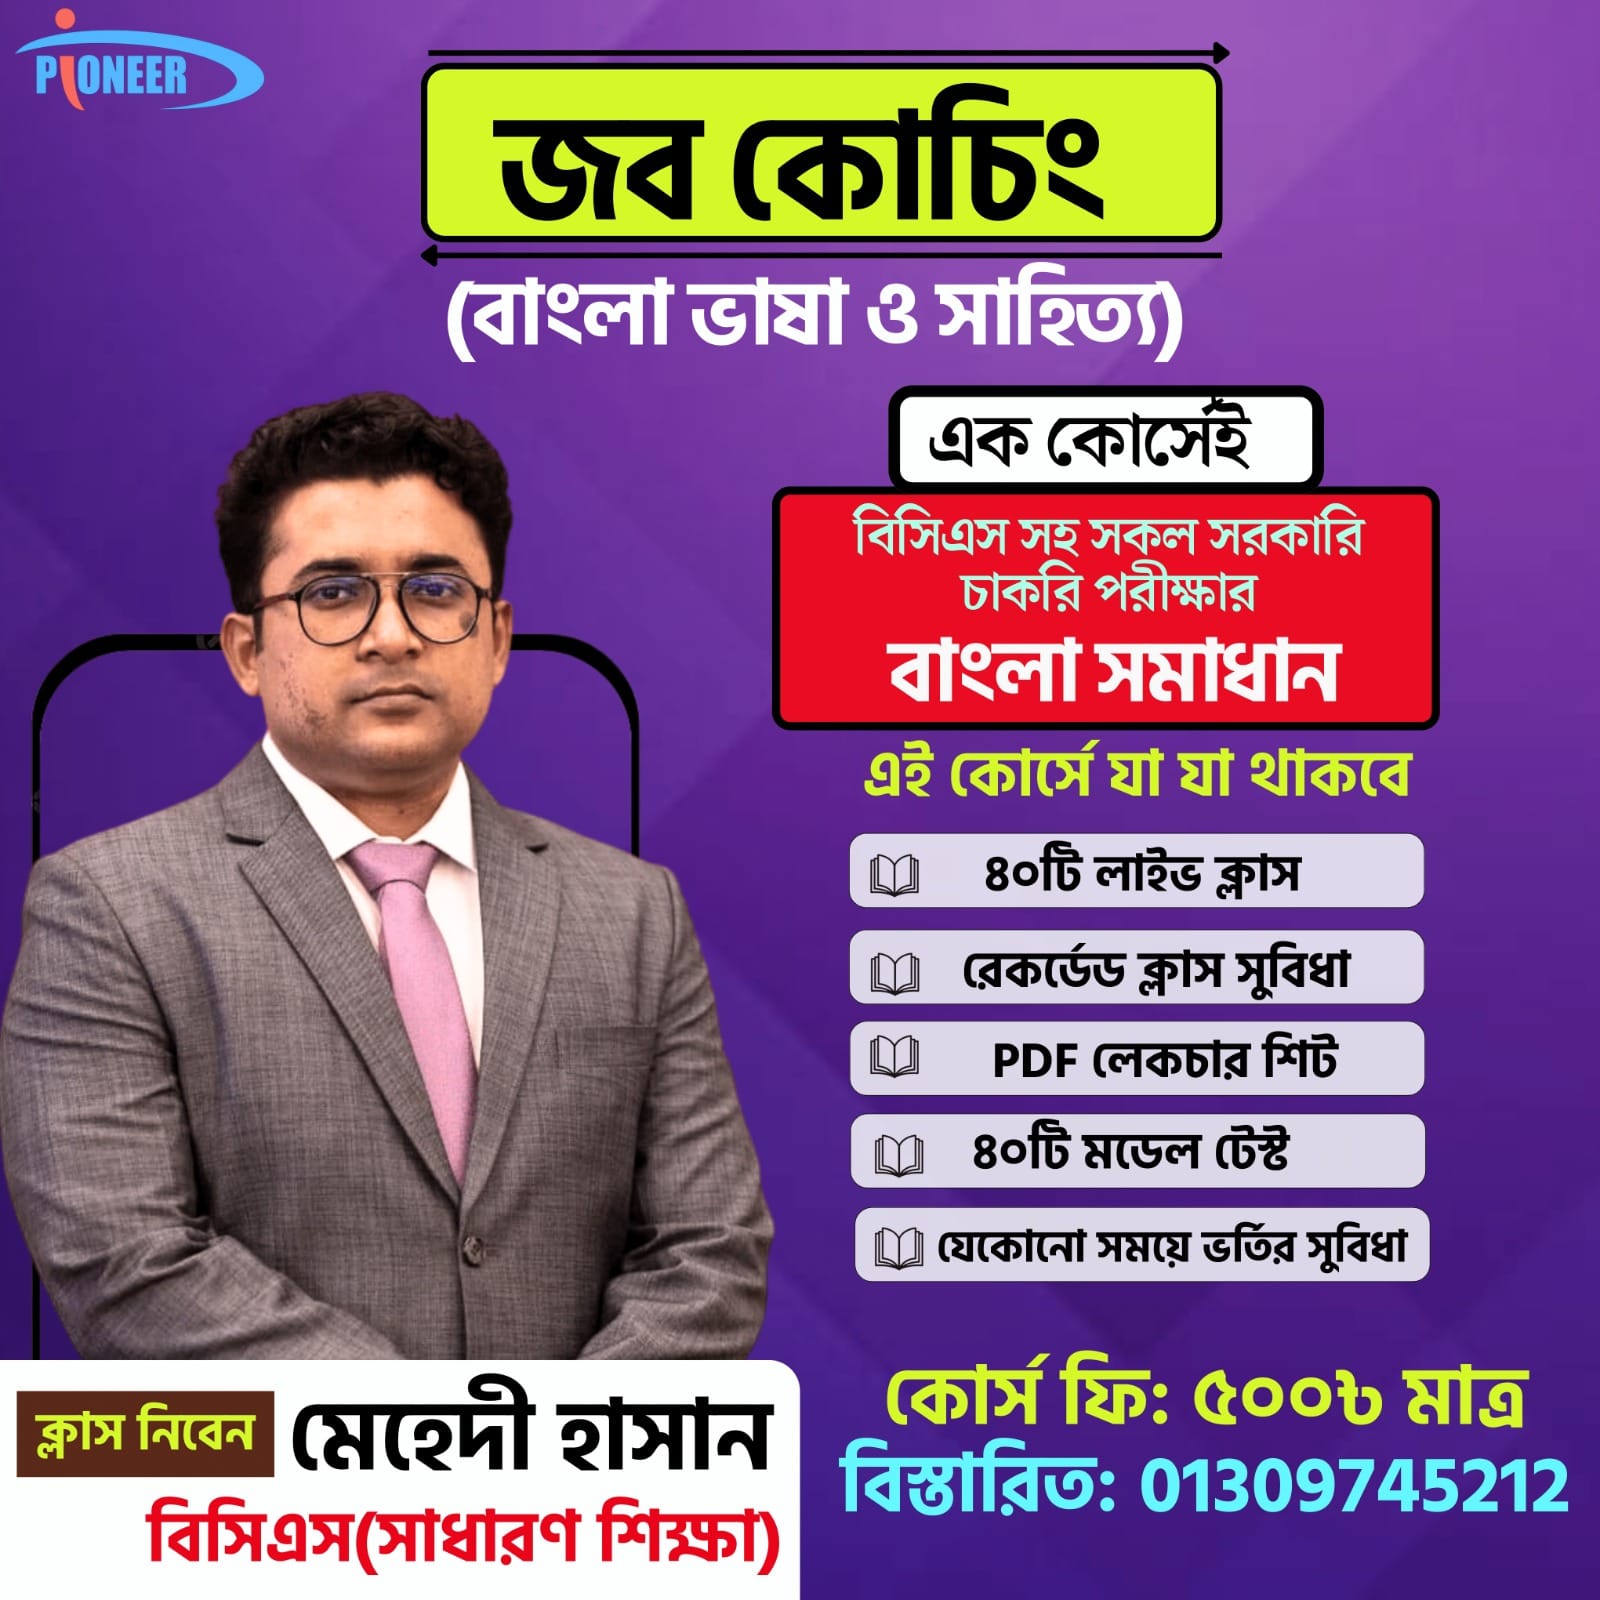 PIONEER
জব কোচিং
(বাংলা ভাষা ও সাহিত্য)
এক কোর্সেই
বিসিএস সহ সকল সরকারি
চাকরি পরীক্ষার
বাংলা সমাধান
এই কোর্সে যা যা থাকবে
৪০টি লাইভ ক্লাস
রেকর্ডেড ক্লাস সুবিধা
PDF লেকচার শিট
৪০টি মডেল টেস্ট
যেকোনো সময়ে ভর্তির সুবিধা
কোর্স ফি: ৫০০৳ মাত্র
বিস্তারিত: 01309745212
ক্লাস নিবেন মেহেদী হাসান
বিসিএস(সাধারণ শিক্ষা)